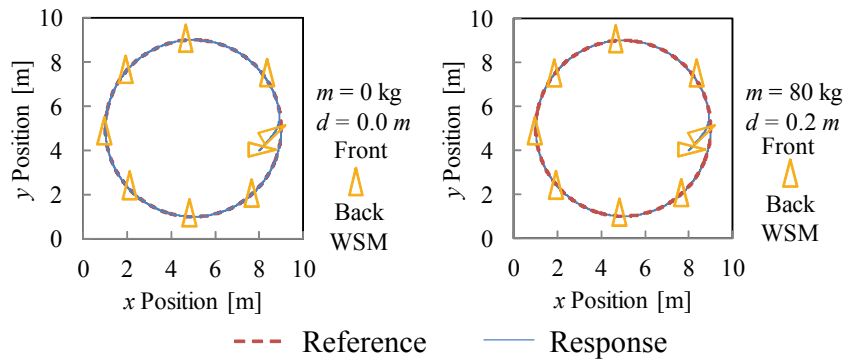 10
8
6
4
2
0
0 2 4 6 8 10
y Position [m]
x Position [m]
m = 0 kg
d = 0.0 m
Front
Back
WSM
10
8
6
4
2
0
0 2 4 6 8 10
y Position [m]
x Position [m]
m = 80 kg
d = 0.2 m
Front
Back
WSM
Reference Response